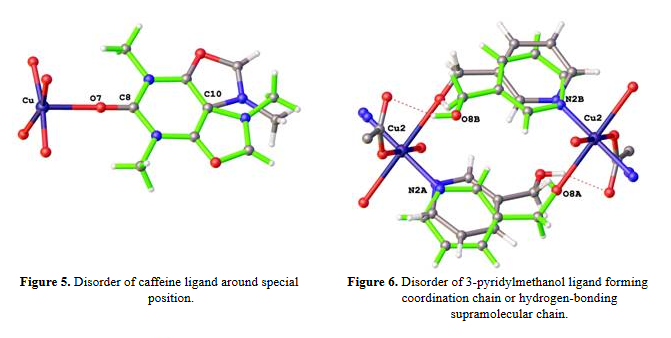 Cu
O7
C8
C10
Figure 5. Disorder of caffeine ligand around special
position.
N2B
Cu2
Cu2
O8B
N2A
O8A
Figure 6. Disorder of 3-pyridylmethanol ligand forming
coordination chain or hydrogen-bonding
supramolecular chain.